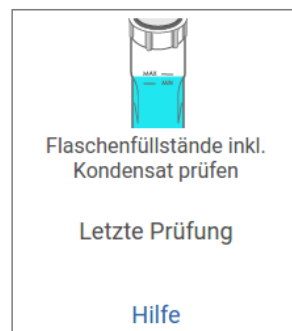 MAX
MIN
Flaschenfüllstände inkl.
Kondensat prüfen
Letzte Prüfung
Hilfe